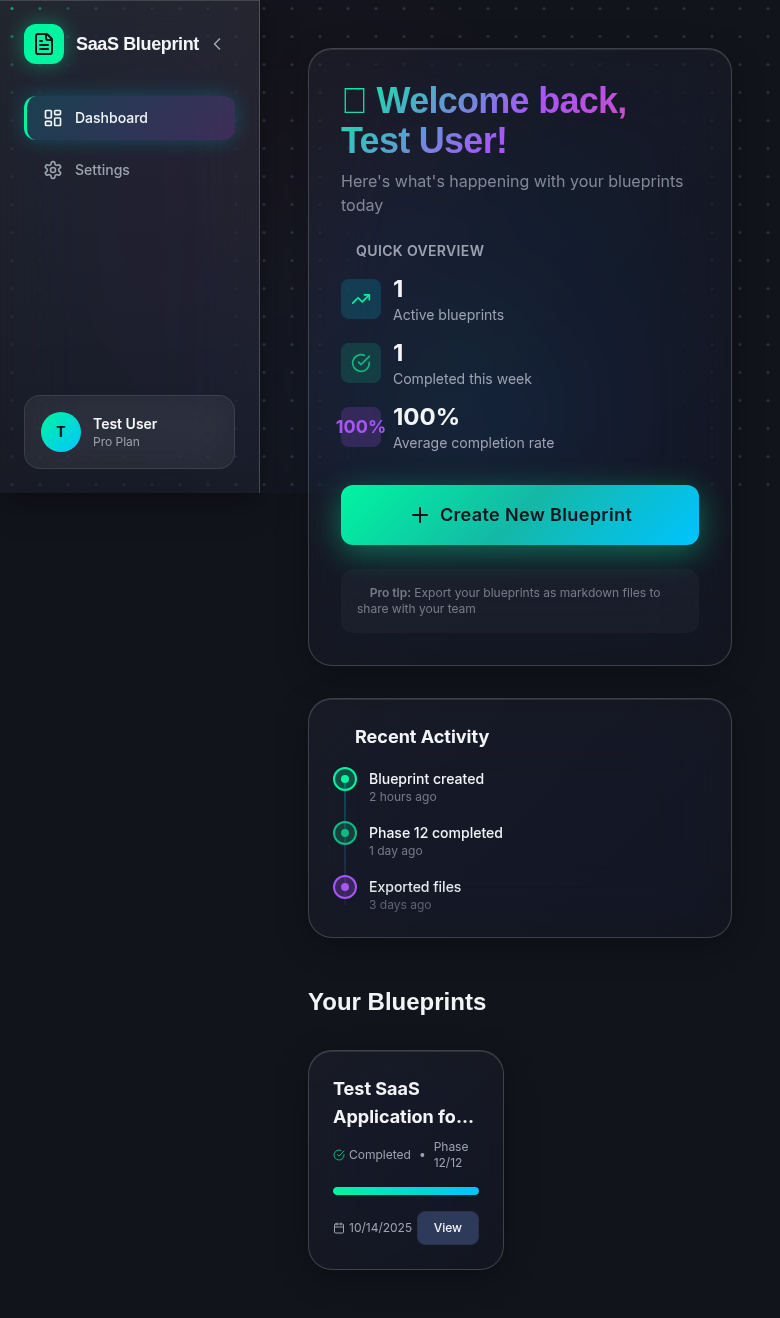 SaaS Blueprint
Dashboard
Settings
T
Test User
Pro Plan
Welcome back,
Test User!
Here's what's happening with your blueprints
today
QUICK OVERVIEW
1
Active blueprints
1
Completed this week
100%
100%
Average completion rate
Create New Blueprint
Pro tip: Export your blueprints as markdown files to
share with your team
Recent Activity
Blueprint created
2 hours ago
Phase 12 completed
1 day ago
Exported files
3 days ago
Your Blueprints
Test SaaS
Application fo...
Completed • Phase
12/12
10/14/2025
View